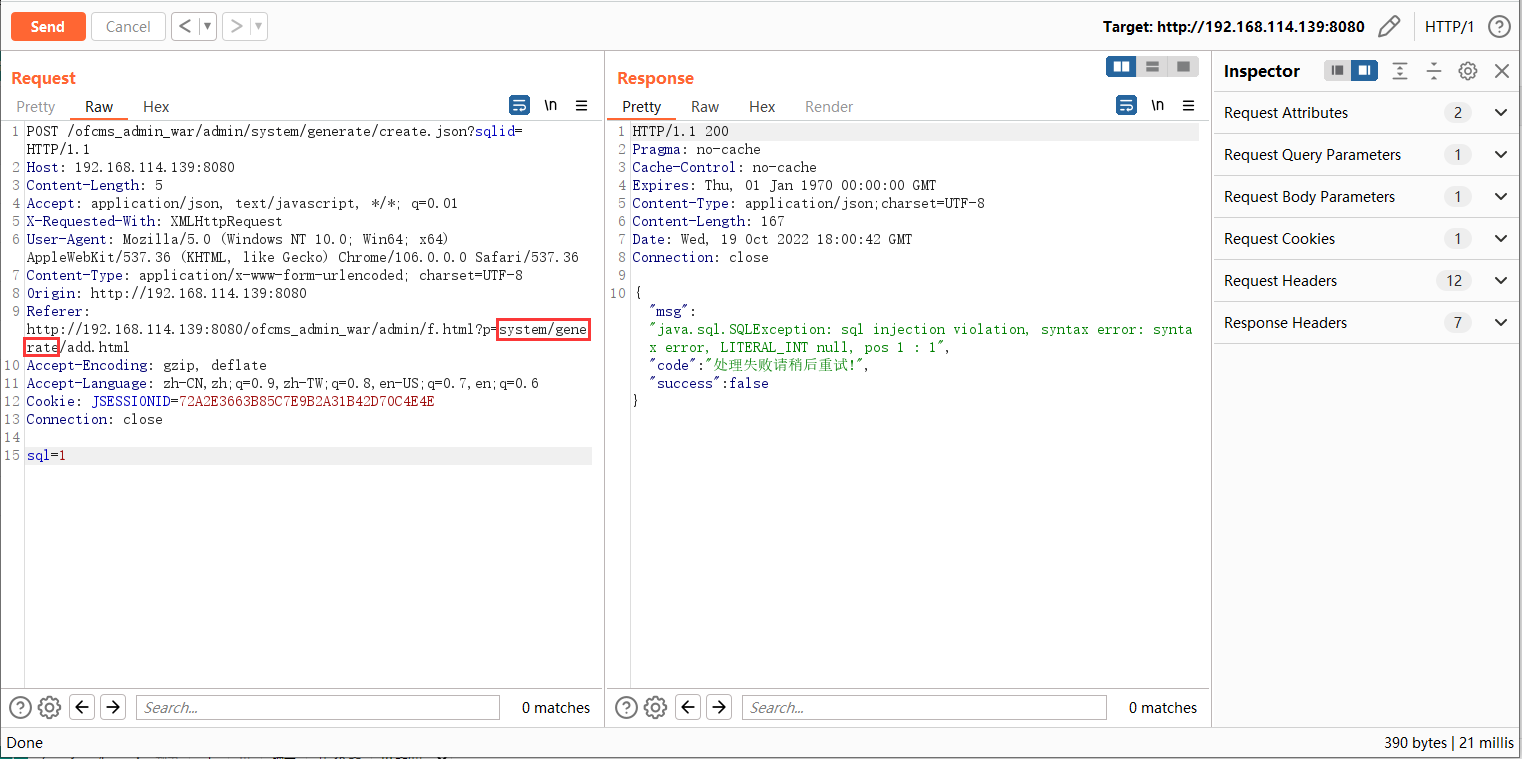 Send
Cancel
<
>
Target: http://192.168.114.139:8080
HTTP/1
Request
Pretty
Raw
Hex
\n
1 POST /ofcms_admin_war/admin/system/generate/create.json?sqlid=
HTTP/1.1
2 Host: 192.168.114.139:8080
3 Content-Length: 5
4 Accept: application/json, text/javascript, */*; q=0.01
5 X-Requested-With: XMLHttpRequest
6 User-Agent: Mozilla/5.0 (Windows NT 10.0; Win64; x64)
AppleWebKit/537.36 (KHTML, like Gecko) Chrome/106.0.0.0 Safari/537.36
7 Content-Type: application/x-www-form-urlencoded; charset=UTF-8
8 Origin: http://192.168.114.139:8080
9 Referer:
http://192.168.114.139:8080/ofcms_admin_war/admin/f.html?p=system/gene
rate/add.html
10 Accept-Encoding: gzip, deflate
11 Accept-Language: zh-CN,zh;q=0.9,zh-TW;q=0.8,en-US;q=0.7,en;q=0.6
12 Cookie: JSESSIONID=72A2E3663B85C7E9B2A31B42D70C4E4E
13 Connection: close
14
15 sql=1
Search...
0 matches
Response
Pretty
Raw
Hex
Render
\n
1 HTTP/1.1 200
2 Pragma: no-cache
3 Cache-Control: no-cache
4 Expires: Thu, 01 Jan 1970 00:00:00 GMT
5 Content-Type: application/json;charset=UTF-8
6 Content-Length: 167
7 Date: Wed, 19 Oct 2022 18:00:42 GMT
8 Connection: close
9
10 {
"msg":
"java.sql.SQLException: sql injection violation, syntax error: synta
x error, LITERAL_INT null, pos 1 : 1",
"code":"处理失败请稍后重试!",
"success":false
}
Search...
0 matches
Inspector
Request Attributes 2
Request Query Parameters 1
Request Body Parameters 1
Request Cookies 1
Request Headers 12
Response Headers 7
Done
390 bytes | 21 millis